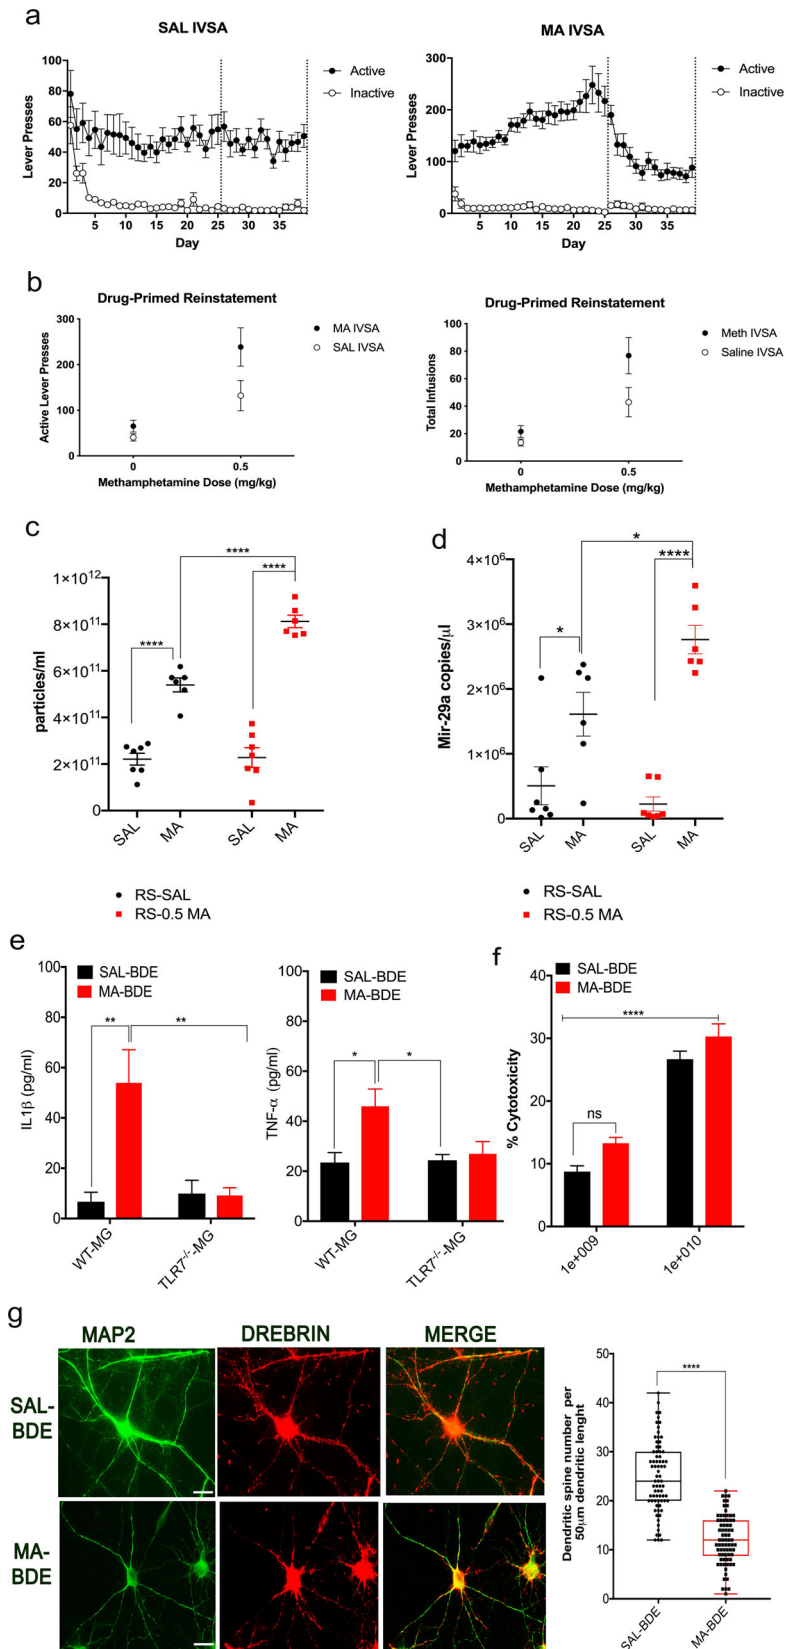 a
SAL IVSA
MA IVSA
Lever Presses
100
80
60
40
20
0
5 10 15 20 25 30 35
Day
Active
Inactive
Lever Presses
300
200
100
0
5 10 15 20 25 30 35
Day
Active
Inactive
b
Drug-Primed Reinstatement
Active Lever Presses
300
200
100
0
0 0.5
Methamphetamine Dose (mg/kg)
MA IVSA
SAL IVSA
Drug-Primed Reinstatement
Total Infusions
100
80
60
40
20
0
0 0.5
Methamphetamine Dose (mg/kg)
Meth IVSA
Saline IVSA
c
particles/ml
1×10¹²
8×10¹¹
6×10¹¹
4×10¹¹
2×10¹¹
0
****
****
****
SAL MA SAL MA
RS-SAL
RS-0.5 MA
d
Mir-29a copies/µl
4×10⁶
3×10⁶
2×10⁶
1×10⁶
0
*
****
*
SAL MA SAL MA
RS-SAL
RS-0.5 MA
e
IL1β (pg/ml)
100
80
60
40
20
0
SAL-BDE
MA-BDE
** **
WT-MG TLR7⁻/⁻-MG
TNF-α (pg/ml)
100
80
60
40
20
0
SAL-BDE
MA-BDE
* *
WT-MG TLR7⁻/⁻-MG
f
% Cytotoxicity
40
30
20
10
0
SAL-BDE
MA-BDE
****
ns
1e+009 1e+010
g
MAP2 DREBRIN MERGE
SAL-
BDE
MA-
BDE
Dendritic spine number per
50µm dendritic lenght
50
40
30
20
10
0
****
SAL-BDE MA-BDE